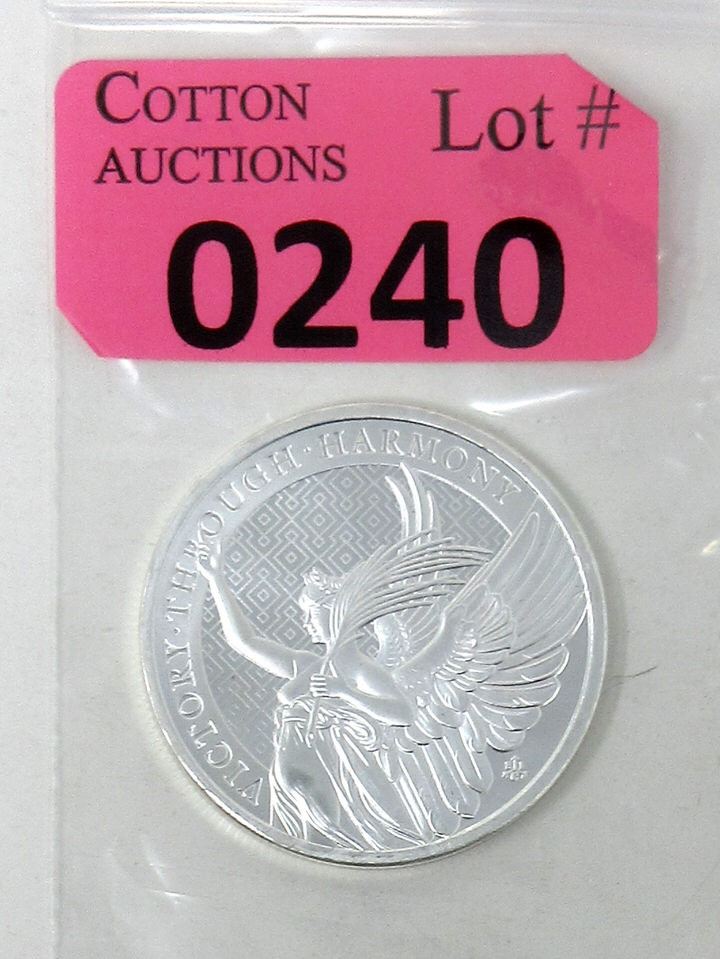 COTTON
AUCTIONS
Lot #
0240
VICTORY·THROUGH·HARMONY